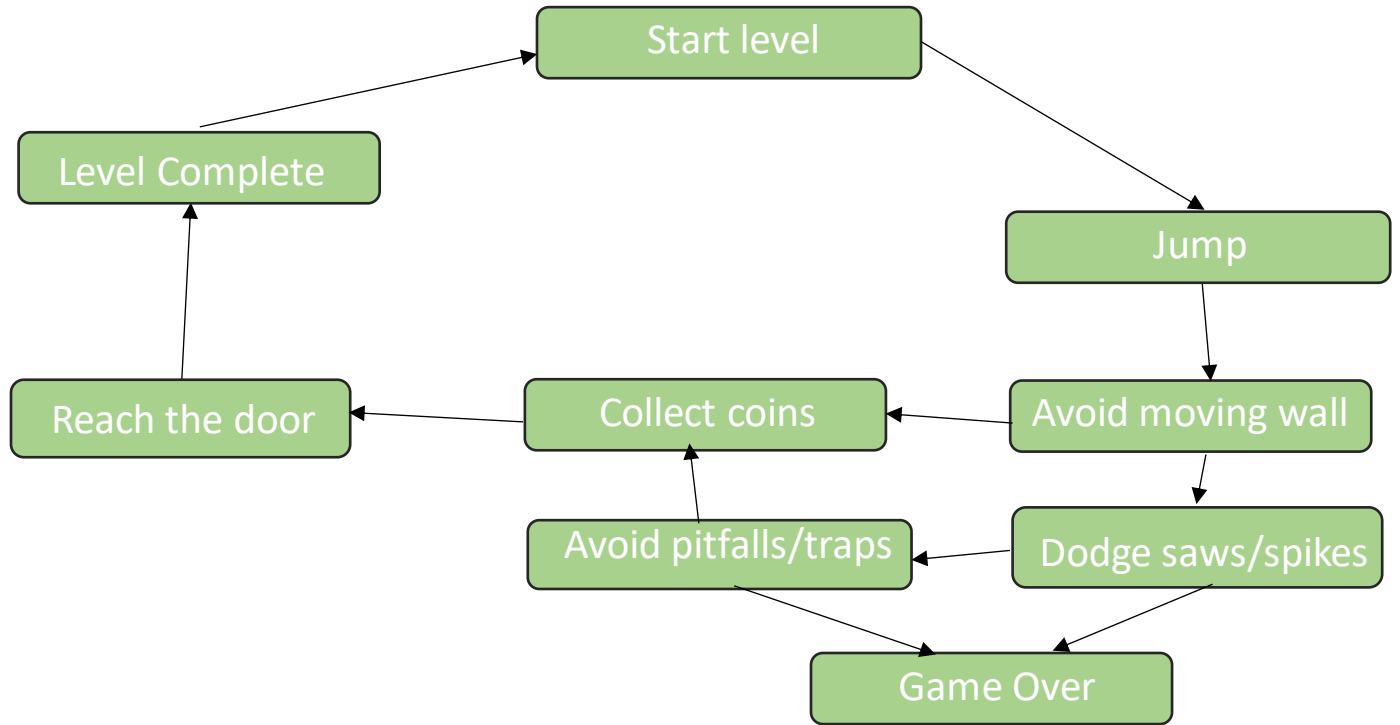 Start level
Level Complete
Jump
Reach the door
Collect coins
Avoid moving wall
Avoid pitfalls/traps
Dodge saws/spikes
Game Over